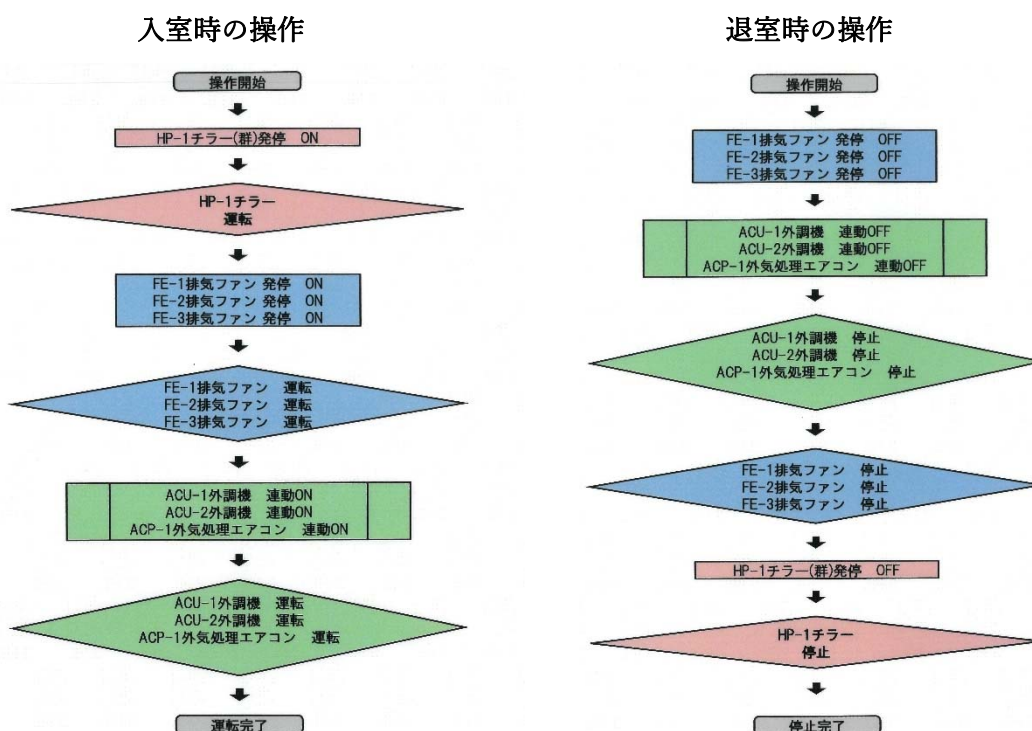 入室時の操作
操作開始
HP-1チラー(群)発停 ON
HP-1チラー
運転
FE-1排気ファン 発停 ON
FE-2排気ファン 発停 ON
FE-3排気ファン 発停 ON
FE-1排気ファン 運転
FE-2排気ファン 運転
FE-3排気ファン 運転
ACU-1外調機 連動ON
ACU-2外調機 連動ON
ACP-1外気処理エアコン 連動ON
ACU-1外調機 運転
ACU-2外調機 運転
ACP-1外気処理エアコン 運転
運転完了
退室時の操作
操作開始
FE-1排気ファン 発停 OFF
FE-2排気ファン 発停 OFF
FE-3排気ファン 発停 OFF
ACU-1外調機 連動OFF
ACU-2外調機 連動OFF
ACP-1外気処理エアコン 連動OFF
ACU-1外調機 停止
ACU-2外調機 停止
ACP-1外気処理エアコン 停止
FE-1排気ファン 停止
FE-2排気ファン 停止
FE-3排気ファン 停止
HP-1チラー(群)発停 OFF
HP-1チラー
停止
停止完了